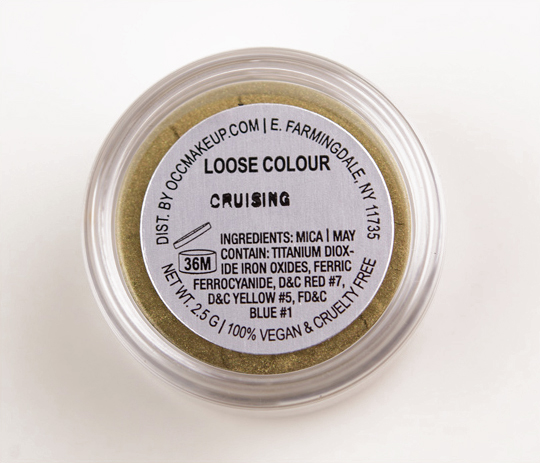 DIST. BY OCCMAKEUP.COM | E. FARMINGDALE, NY 11735
LOOSE COLOUR
CRUISING
INGREDIENTS: MICA | MAY
CONTAIN: TITANIUM DIOX-
IDE IRON OXIDES, FERRIC
FERROCYANIDE, D&C RED #7,
D&C YELLOW #5, FD&C
BLUE #1
36M
NET WT. 2.5 G | 100% VEGAN & CRUELTY FREE